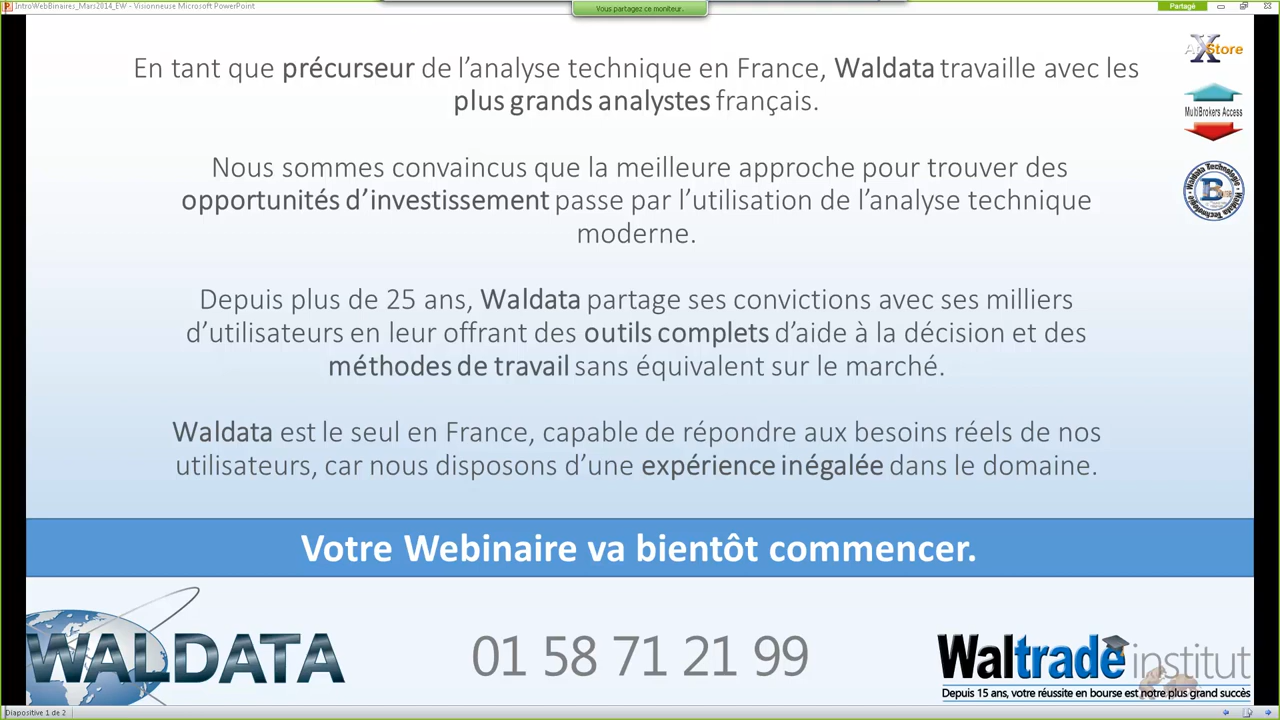 IntroWebBinaires_Mars2014_EW - Visionneuse Microsoft PowerPoint
Vous partagez ce moniteur.
Partagé
En tant que précurseur de l’analyse technique en France, Waldata travaille avec les
plus grands analystes français.
Nous sommes convaincus que la meilleure approche pour trouver des
opportunités d’investissement passe par l’utilisation de l’analyse technique
moderne.
Depuis plus de 25 ans, Waldata partage ses convictions avec ses milliers
d’utilisateurs en leur offrant des outils complets d’aide à la décision et des
méthodes de travail sans équivalent sur le marché.
Waldata est le seul en France, capable de répondre aux besoins réels de nos
utilisateurs, car nous disposons d’une expérience inégalée dans le domaine.
Store
MultiBrokers Access
Waldata Technologie
Votre Webinaire va bientôt commencer.
WALDATA
01 58 71 21 99
Waltrade institut
Depuis 15 ans, votre réussite en bourse est notre plus grand succès
Diapositive 1 de 2